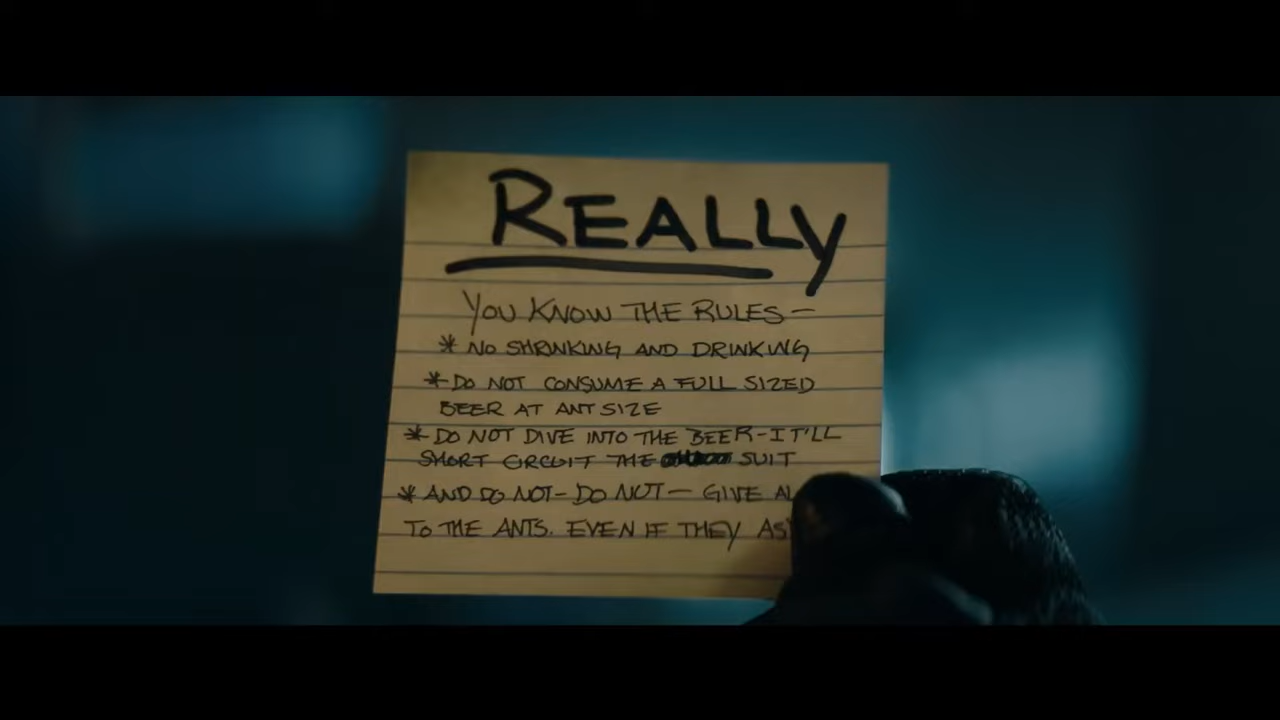 REALLY
YOU KNOW THE RULES—
* NO SHRINKING AND DRINKING
* DO NOT CONSUME A FULL SIZED
BEER AT ANT SIZE
* DO NOT DIVE INTO THE BEER-IT'LL
SHORT CIRCUIT THE SUIT
* AND DO NOT— DO NOT— GIVE
TO THE ANTS. EVEN IF THEY